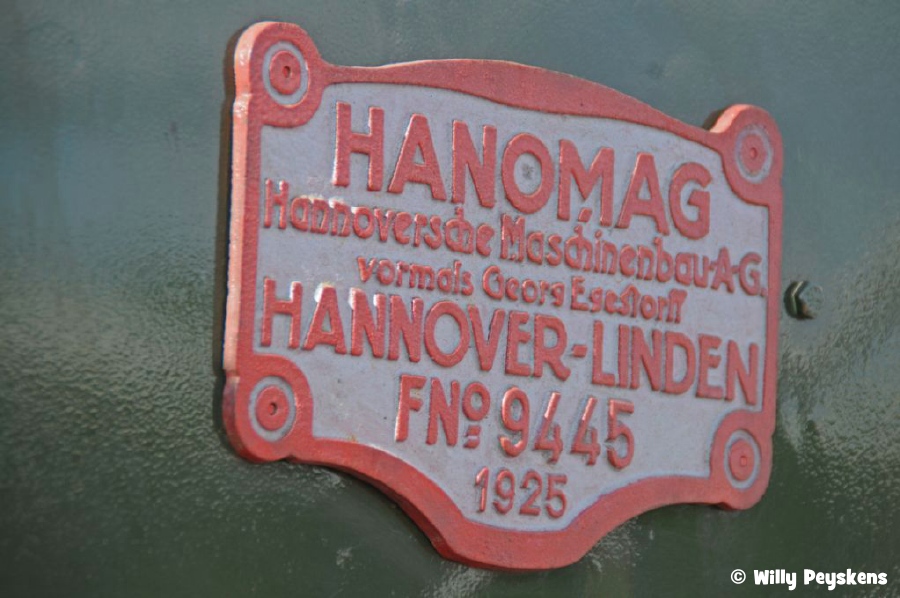 HANOMAG
Hannoversche Maschinenbau-A-G.
vormals Georg Egestorff
HANNOVER-LINDEN
FNº 9445
1925
© Willy Peyskens